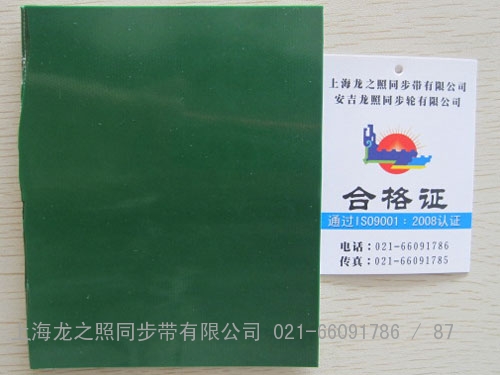 上海龙之照同步带有限公司
安吉龙照同步轮有限公司
合格证
通过ISO9001：2008认证
电话：021-66091786
传真：021-66091785
上海龙之照同步带有限公司 021-66091786 / 87